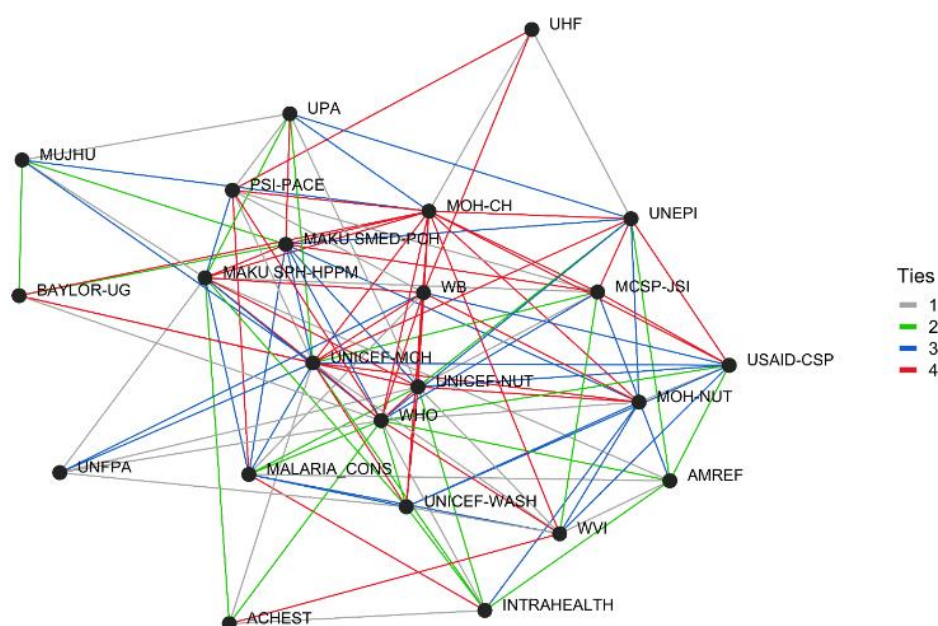 UHF
UPA
MUJHU
PSI-PACE
MOH-CH
UNEPI
MAKU SMED-PCH
MAKU SPH-HPPM
BAYLOR-UG
WB
MCSP-JSI
Ties
1
2
3
4
UNICEF-MCH
USAID-CSP
UNICEF-NUT
MOH-NUT
WHO
UNFPA
MALARIA_CONS
AMREF
UNICEF-WASH
WVI
INTRAHEALTH
ACHEST